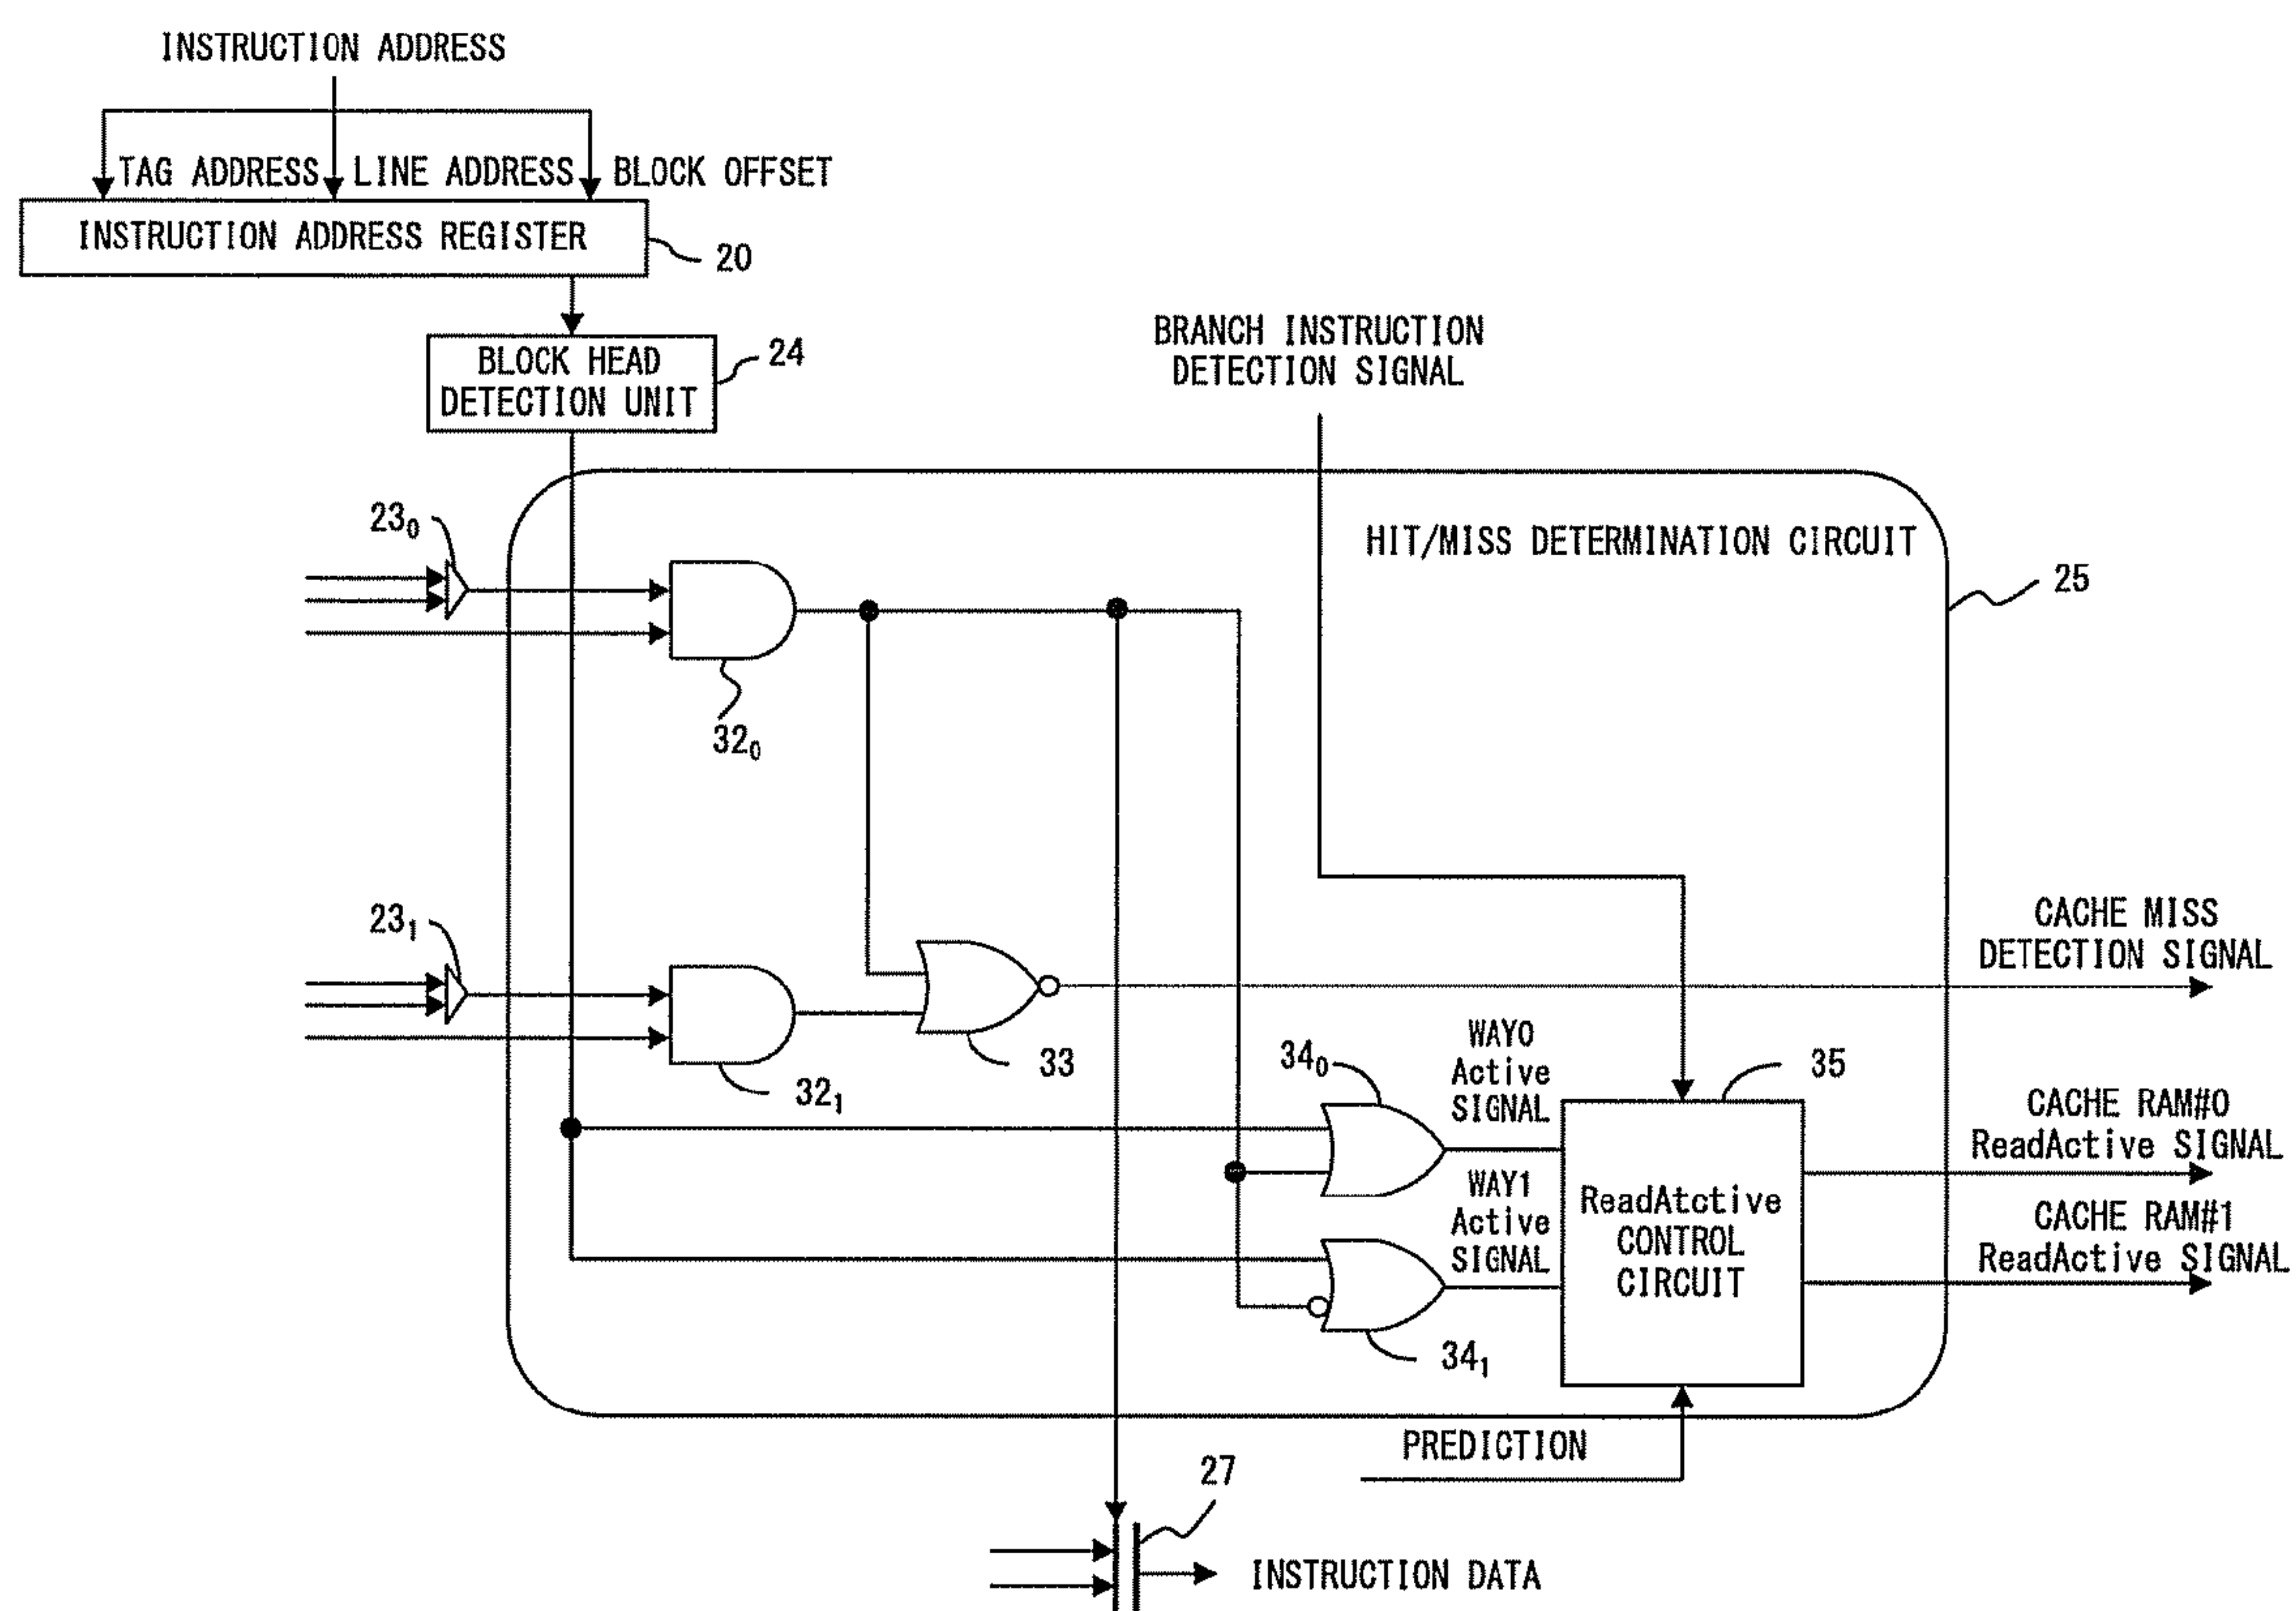 INSTRUCTION ADDRESS
TAG ADDRESS LINE ADDRESS BLOCK OFFSET
INSTRUCTION ADDRESS REGISTER
20
BLOCK HEAD
DETECTION UNIT
24
BRANCH INSTRUCTION
DETECTION SIGNAL
HIT/MISS DETERMINATION CIRCUIT
25
23₀
32₀
23₁
32₁
33
CACHE MISS
DETECTION SIGNAL
34₀
WAY0
Active
SIGNAL
35
CACHE RAM#0
ReadActive SIGNAL
WAY1
Active
SIGNAL
34₁
ReadAtctive
CONTROL
CIRCUIT
CACHE RAM#1
ReadActive SIGNAL
PREDICTION
27
INSTRUCTION DATA